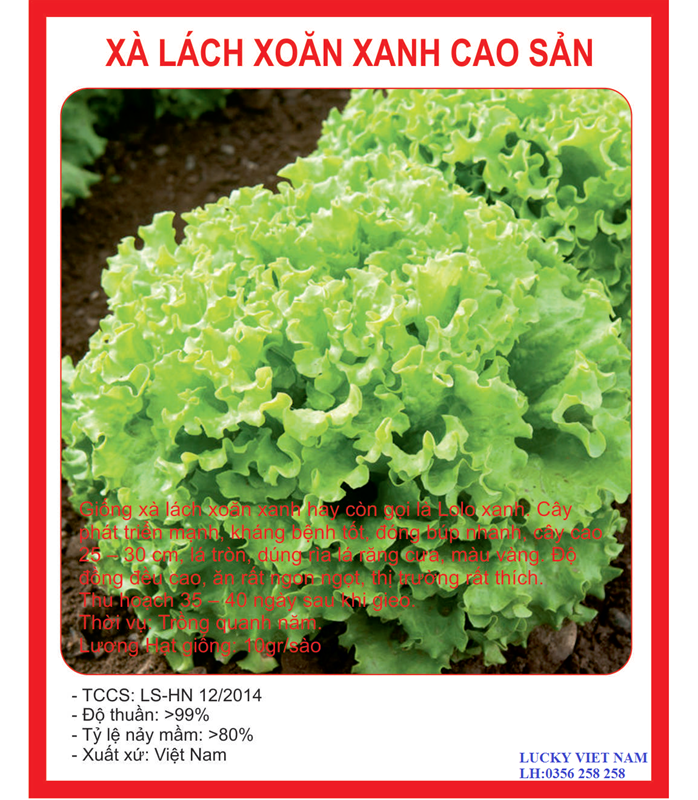 XÀ LÁCH XOĂN XANH CAO SẢN
Giống xà lách xoăn xanh hay còn gọi là Lolo xanh. Cây
phát triển mạnh, kháng bệnh tốt, đóng búp nhanh, cây cao
25 – 30 cm, lá tròn, dúng rìa lá răng cưa, màu vàng. Độ
đồng đều cao, ăn rất ngon ngọt, thị trường rất thích.
Thu hoạch 35 – 40 ngày sau khi gieo.
Thời vụ: Trồng quanh năm.
Lượng Hạt giống: 10gr/sào
- TCCS: LS-HN 12/2014
- Độ thuần: >99%
- Tỷ lệ nảy mầm: >80%
- Xuất xứ: Việt Nam
LUCKY VIET NAM
LH:0356 258 258